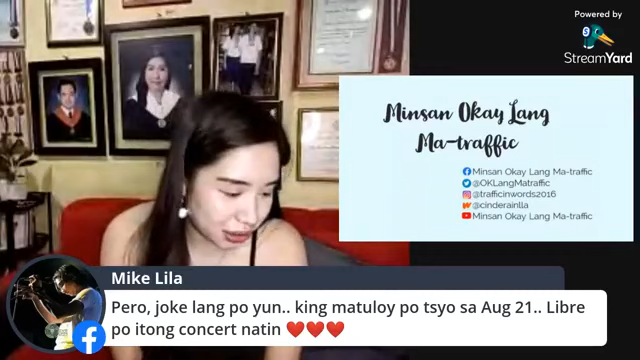 Powered by
StreamYard
Minsan Okay Lang
Ma-traffic
Minsan Okay Lang Ma-traffic
@OKLangMatraffic
@trafficinwords2016
@cinderainlla
Minsan Okay Lang Ma-traffic
Mike Lila
Pero, joke lang po yun.. king matuloy po tsyo sa Aug 21.. Libre
po itong concert natin ❤️❤️❤️